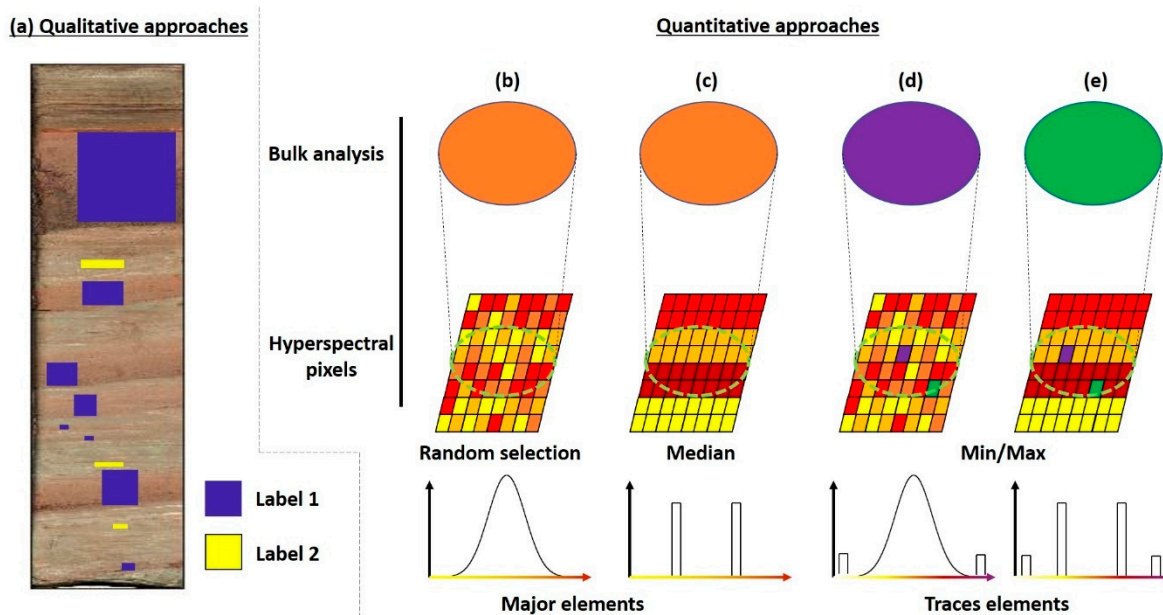 (a) Qualitative approaches
Quantitative approaches
(b)
(c)
(d)
(e)
Bulk analysis
Hyperspectral
pixels
Random selection
Median
Min/Max
Label 1
Label 2
Major elements
Traces elements